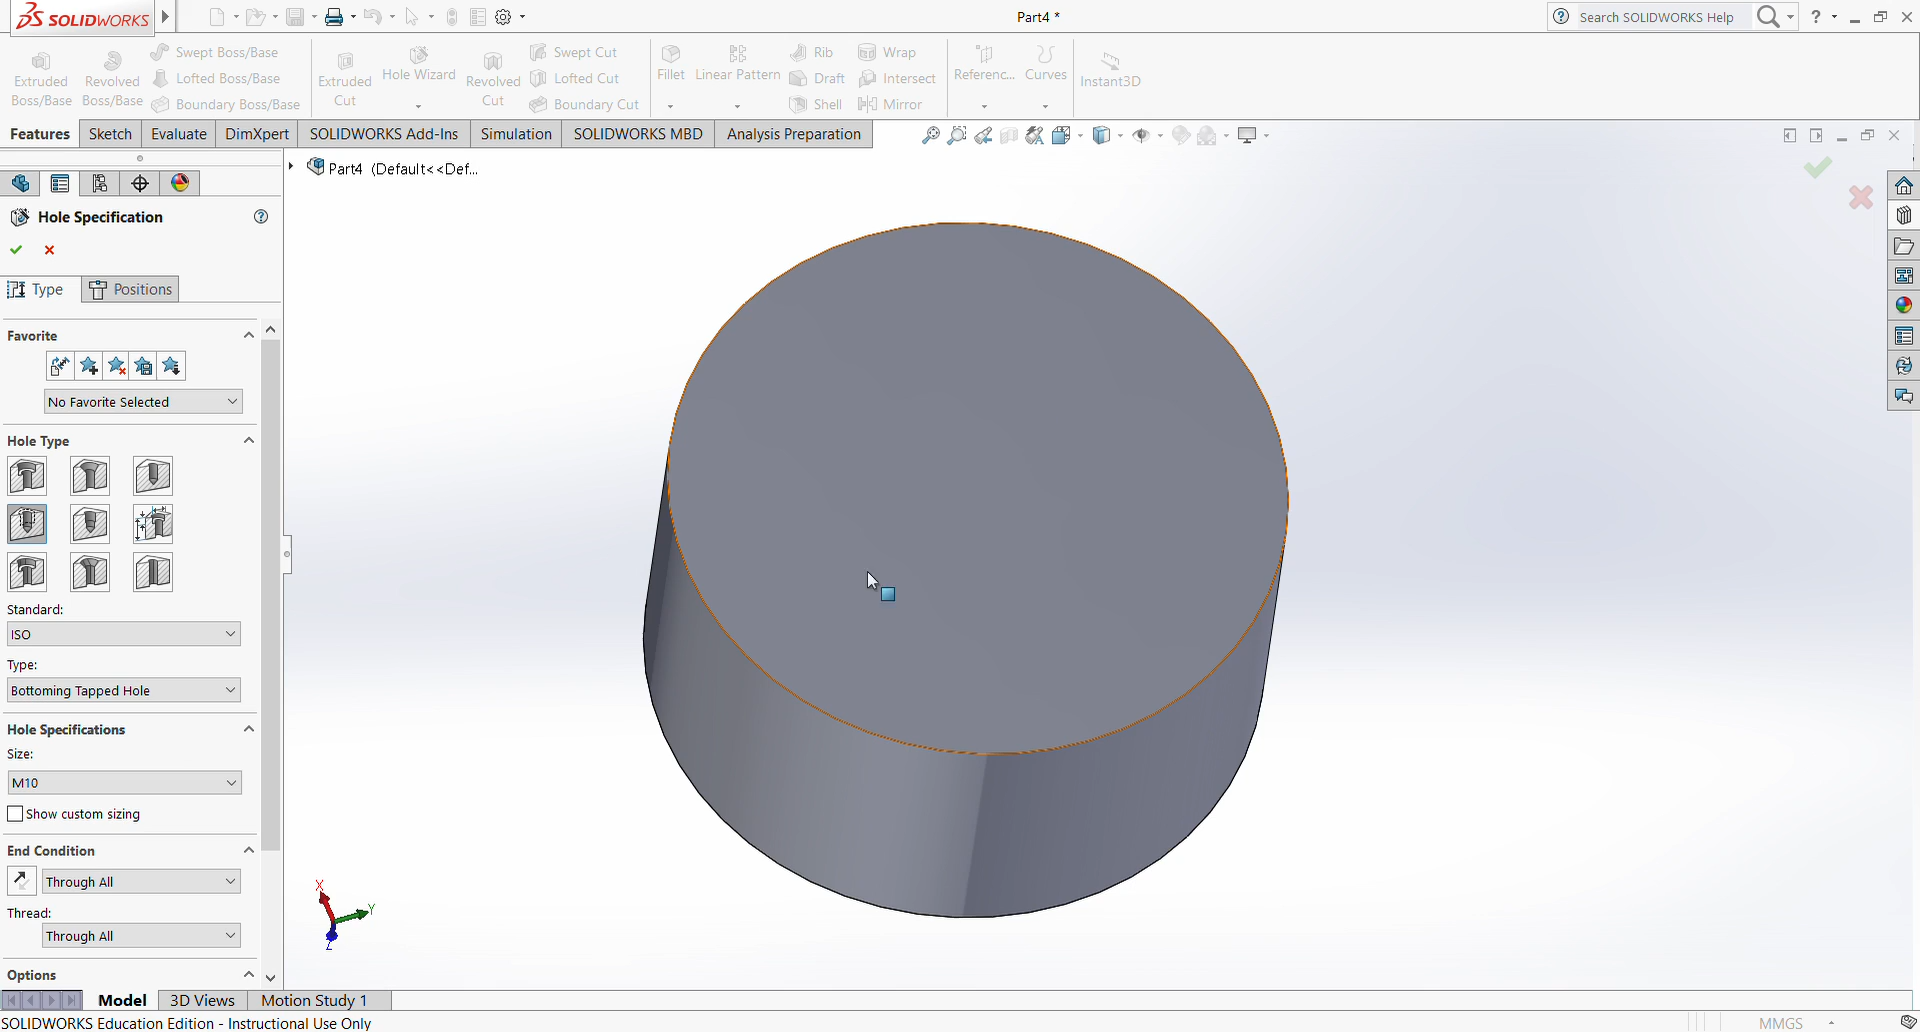 SOLIDWORKS
Part4 *
Search SOLIDWORKS Help
?
Extruded Boss/Base
Revolved Boss/Base
Swept Boss/Base
Lofted Boss/Base
Boundary Boss/Base
Extruded Cut
Hole Wizard
Revolved Cut
Swept Cut
Lofted Cut
Boundary Cut
Fillet
Linear Pattern
Rib
Draft
Shell
Wrap
Intersect
Mirror
Referenc...
Curves
Instant3D
Features
Sketch
Evaluate
DimXpert
SOLIDWORKS Add-Ins
Simulation
SOLIDWORKS MBD
Analysis Preparation
Part4 (Default<<Def...
Hole Specification
Type
Positions
Favorite
No Favorite Selected
Hole Type
Standard:
ISO
Type:
Bottoming Tapped Hole
Hole Specifications
Size:
M10
Show custom sizing
End Condition
Through All
Thread:
Through All
Options
X
Y
Z
Model
3D Views
Motion Study 1
SOLIDWORKS Education Edition - Instructional Use Only
MMGS